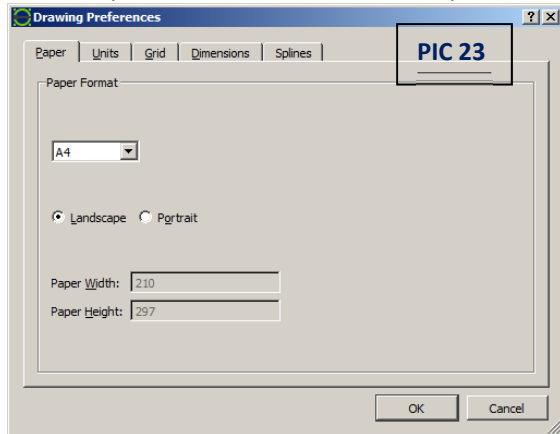 Drawing Preferences
Paper Units Grid Dimensions Splines
PIC 23
Paper Format
A4
Landscape Portrait
Paper Width: 210
Paper Height: 297
OK Cancel